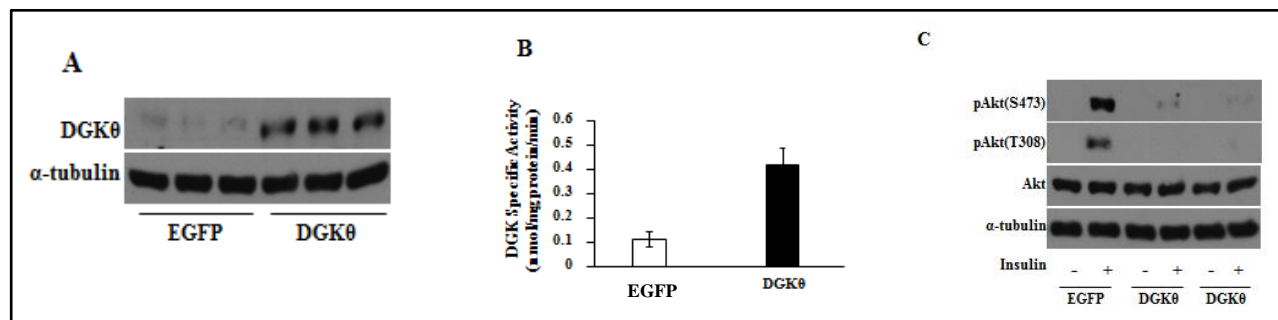 A
DGKθ
α-tubulin
EGFP DGKθ
B
DGK Specific Activity
(nmol/mg protein/min)
0.6
0.5
0.4
0.3
0.2
0.1
0
EGFP DGKθ
C
pAkt(S473)
pAkt(T308)
Akt
α-tubulin
Insulin - + - + - +
EGFP DGKθ DGKθ